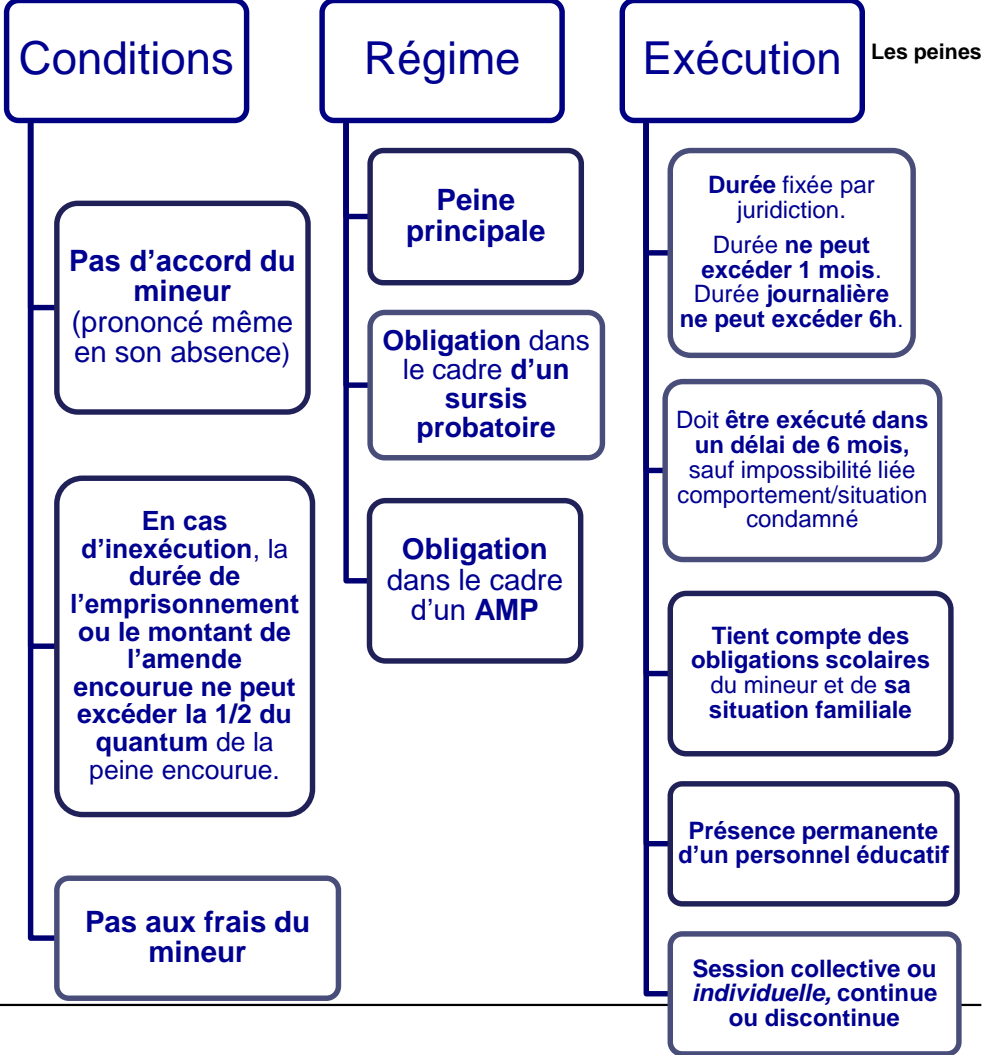 Conditions
Régime
Exécution
Les peines
Pas d’accord du
mineur
(prononcé même
en son absence)
En cas
d’inexécution, la
durée de
l’emprisonnement
ou le montant de
l’amende
encourue ne peut
excéder la 1/2 du
quantum de la
peine encourue.
Pas aux frais du
mineur
Peine
principale
Obligation dans
le cadre d’un
sursis
probatoire
Obligation
dans le cadre
d’un AMP
Durée fixée par
juridiction.
Durée ne peut
excéder 1 mois.
Durée journalière
ne peut excéder 6h.
Doit être exécuté dans
un délai de 6 mois,
sauf impossibilité liée
comportement/situation
condamné
Tient compte des
obligations scolaires
du mineur et de sa
situation familiale
Présence permanente
d’un personnel éducatif
Session collective ou
individuelle, continue
ou discontinue